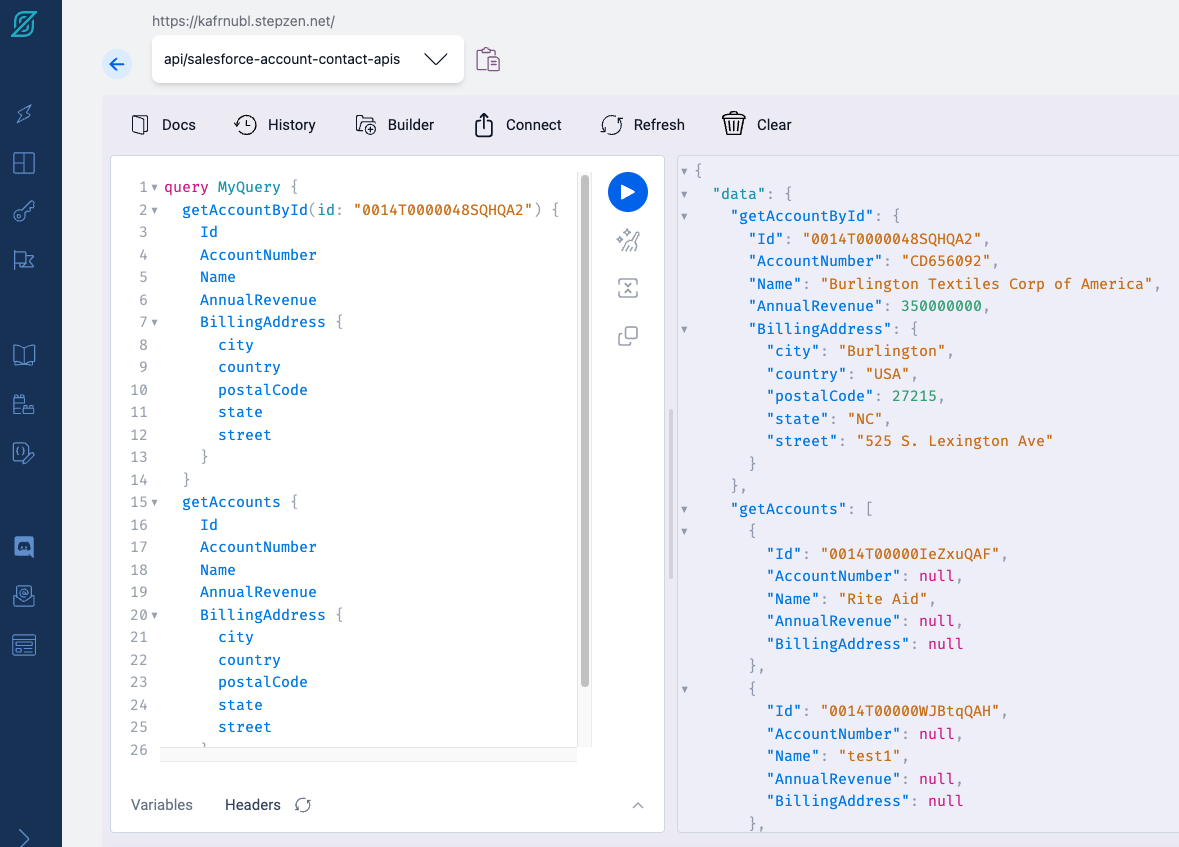 https://kafrnubl.stepzen.net/
api/salesforce-account-contact-apis
Docs History Builder Connect Refresh Clear
1 query MyQuery {
2 getAccountById(id: "0014T0000048SQHQA2") {
3 Id
4 AccountNumber
5 Name
6 AnnualRevenue
7 BillingAddress {
8 city
9 country
10 postalCode
11 state
12 street
13 }
14 }
15 getAccounts {
16 Id
17 AccountNumber
18 Name
19 AnnualRevenue
20 BillingAddress {
21 city
22 country
23 postalCode
24 state
25 street
26 }
Variables Headers
{
"data": {
"getAccountById": {
"Id": "0014T0000048SQHQA2",
"AccountNumber": "CD656092",
"Name": "Burlington Textiles Corp of America",
"AnnualRevenue": 350000000,
"BillingAddress": {
"city": "Burlington",
"country": "USA",
"postalCode": 27215,
"state": "NC",
"street": "525 S. Lexington Ave"
}
},
"getAccounts": [
{
"Id": "0014T00000IeZxuQAF",
"AccountNumber": null,
"Name": "Rite Aid",
"AnnualRevenue": null,
"BillingAddress": null
},
{
"Id": "0014T00000WJBtqQAH",
"AccountNumber": null,
"Name": "test1",
"AnnualRevenue": null,
"BillingAddress": null
},